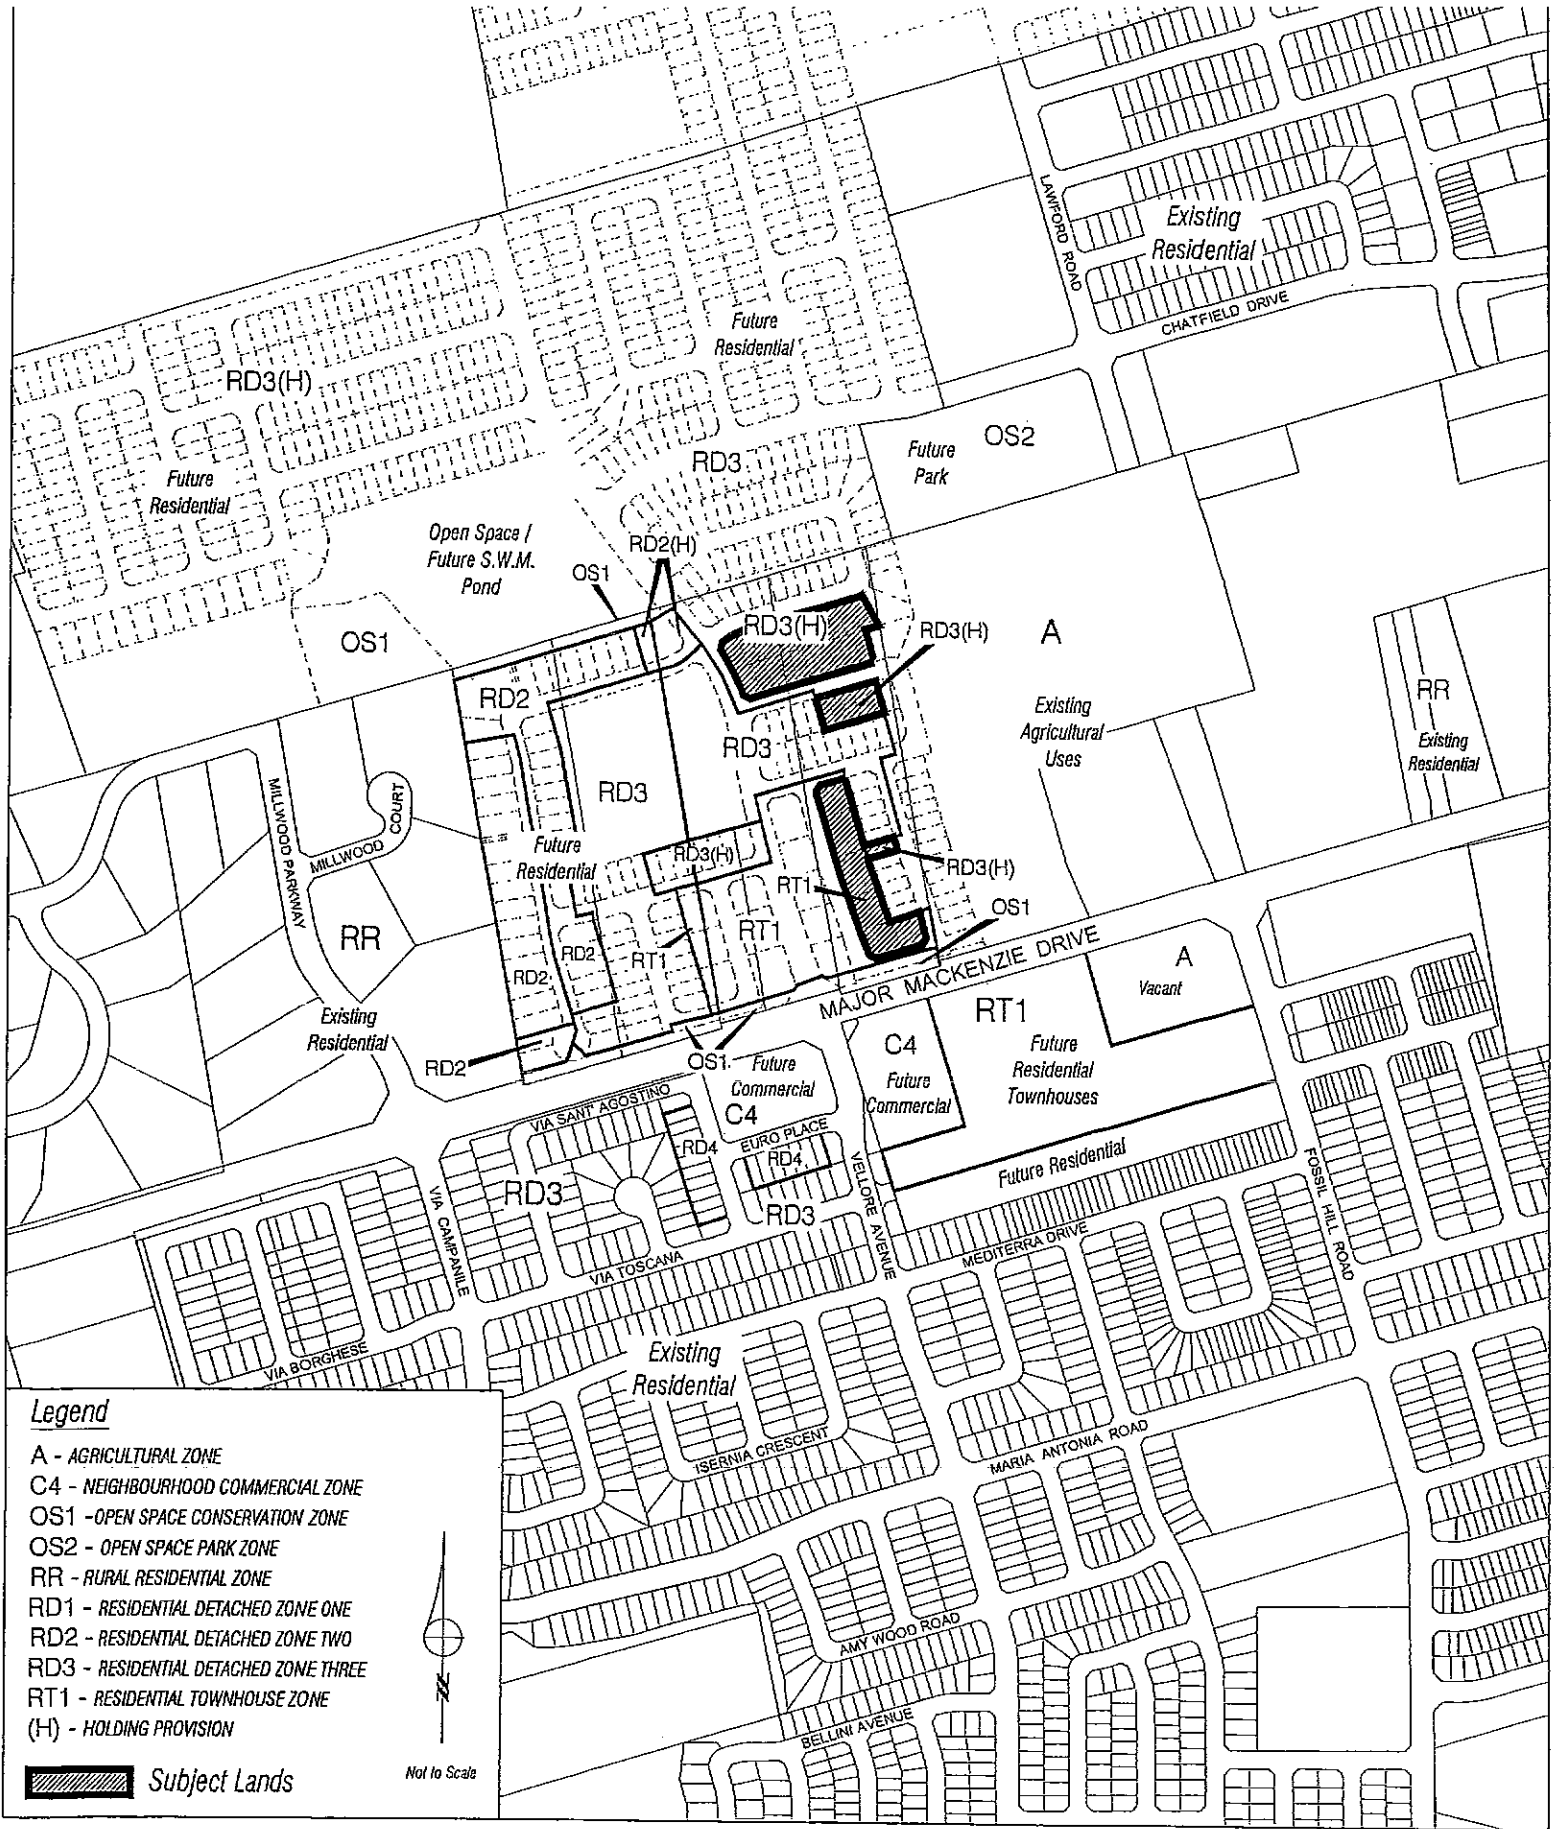 LAWFORD ROAD
Existing
Residential
CHATFIELD DRIVE
Future
Residential
RD3(H)
Future
Residential
RD3
Future
Park
OS2
Open Space /
Future S.W.M.
Pond
RD2(H)
OS1
OS1
RD3(H)
RD3(H)
A
RD2
RD3
RD3
Existing
Agricultural
Uses
RR
Existing
Residential
MILLWOOD PARKWAY
MILLWOOD
COURT
Future
Residential
RD3(H)
RT1
RD3(H)
OS1
RR
RD2
RD2
RT1
RT1
MAJOR MACKENZIE DRIVE
A
Vacant
Existing
Residential
RD2
OS1
Future
Commercial
C4
C4
Future
Commercial
RT1
Future
Residential
Townhouses
VIA SANT' AGOSTINO
EURO PLACE
RD4
RD4
RD3
RD3
Future Residential
VIA CAMPANILE
VIA TOSCANA
VELLORE AVENUE
MEDITERRA DRIVE
FOSSIL HILL ROAD
VIA BORGHESE
Existing
Residential
ISERNIA CRESCENT
MARIA ANTONIA ROAD
AMY WOOD ROAD
BELLINI AVENUE
Legend
A - AGRICULTURAL ZONE
C4 - NEIGHBOURHOOD COMMERCIAL ZONE
OS1 -OPEN SPACE CONSERVATION ZONE
OS2 - OPEN SPACE PARK ZONE
RR - RURAL RESIDENTIAL ZONE
RD1 - RESIDENTIAL DETACHED ZONE ONE
RD2 - RESIDENTIAL DETACHED ZONE TWO
RD3 - RESIDENTIAL DETACHED ZONE THREE
RT1 - RESIDENTIAL TOWNHOUSE ZONE
(H) - HOLDING PROVISION
N
Subject Lands
Not to Scale